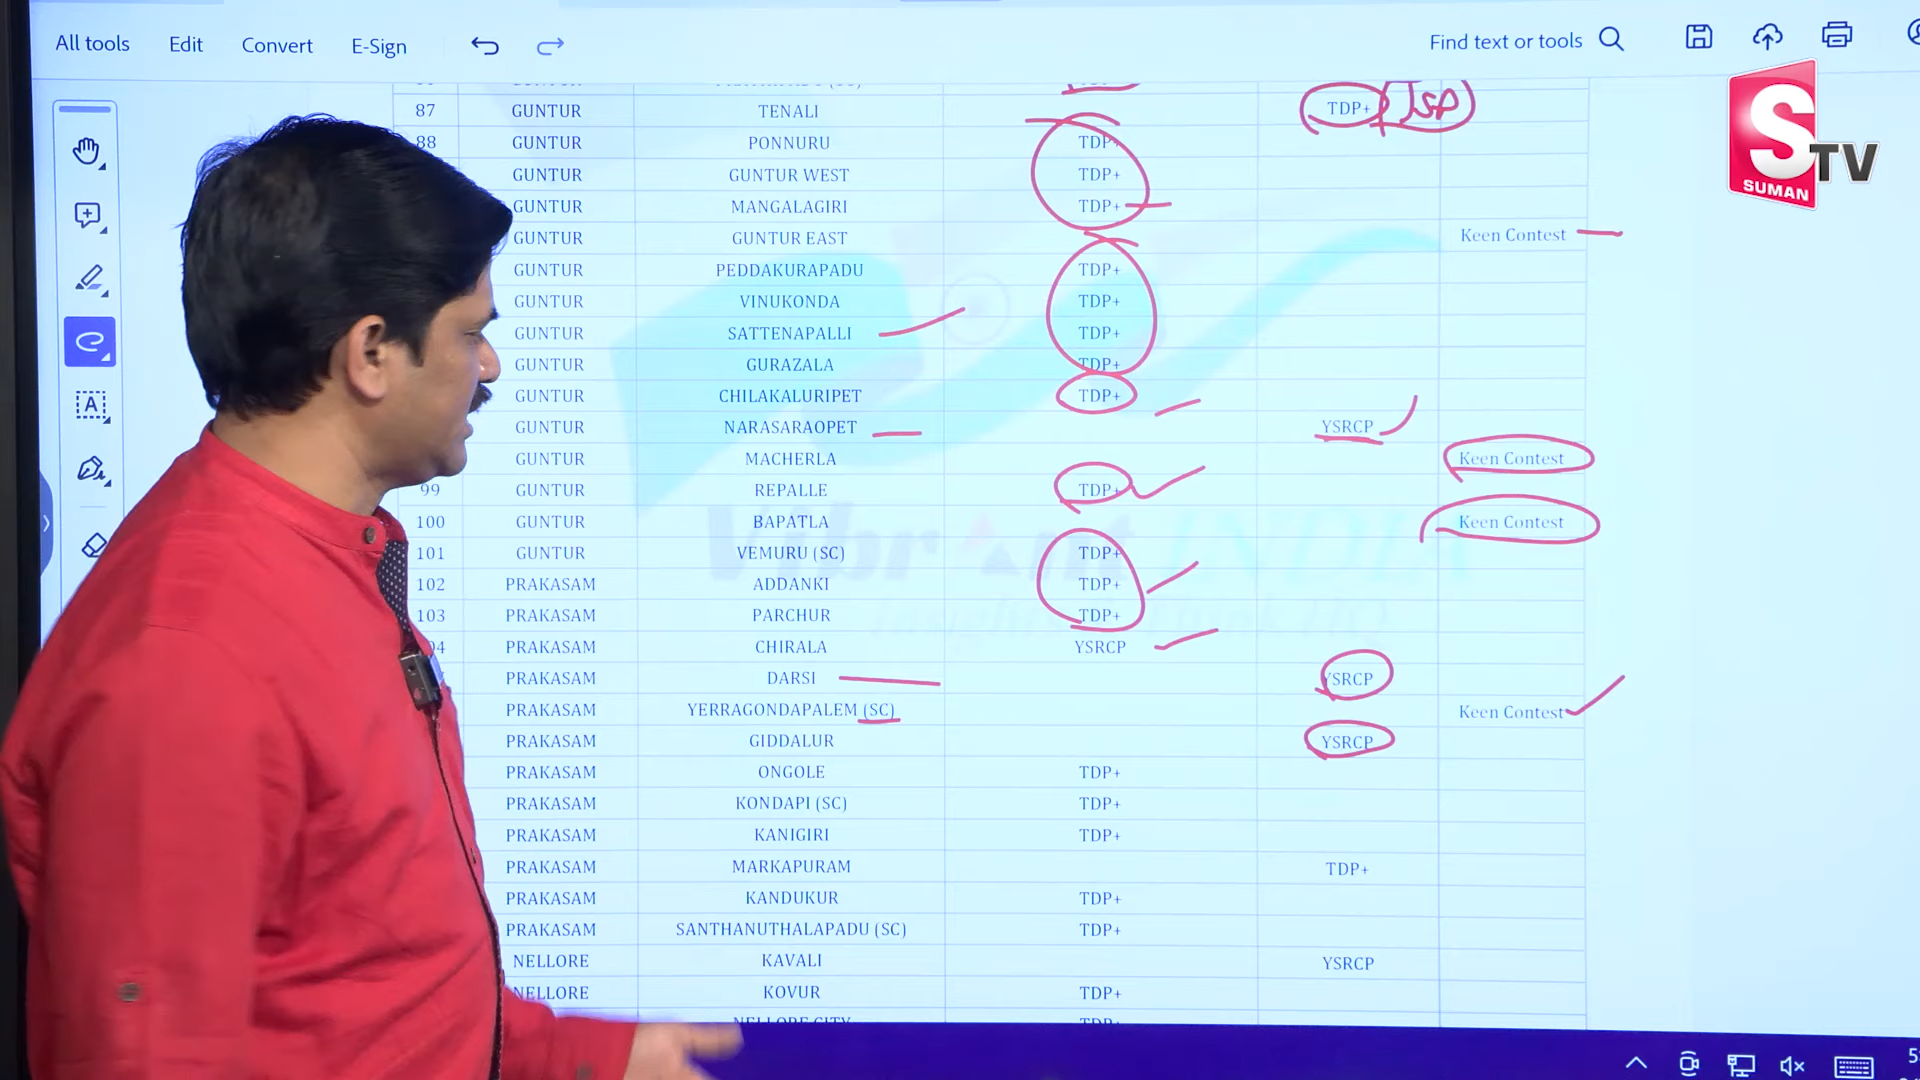 All tools Edit Convert E-Sign Find text or tools
S TV
SUMAN
87 GUNTUR TENALI TDP+ JSP
88 GUNTUR PONNURU TDP+
GUNTUR GUNTUR WEST TDP+
GUNTUR MANGALAGIRI TDP+
GUNTUR GUNTUR EAST Keen Contest
GUNTUR PEDDAKURAPADU TDP+
GUNTUR VINUKONDA TDP+
GUNTUR SATTENAPALLI TDP+
GUNTUR GURAZALA TDP+
GUNTUR CHILAKALURIPET TDP+
GUNTUR NARASARAOPET YSRCP
GUNTUR MACHERLA Keen Contest
99 GUNTUR REPALLE TDP+
100 GUNTUR BAPATLA Keen Contest
Vibrant INDIA
101 GUNTUR VEMURU (SC) TDP+
102 PRAKASAM ADDANKI TDP+
103 PRAKASAM PARCHUR TDP+
PRAKASAM CHIRALA YSRCP
PRAKASAM DARSI YSRCP
PRAKASAM YERRAGONDAPALEM (SC) Keen Contest
PRAKASAM GIDDALUR YSRCP
PRAKASAM ONGOLE TDP+
PRAKASAM KONDAPI (SC) TDP+
PRAKASAM KANIGIRI TDP+
PRAKASAM MARKAPURAM TDP+
PRAKASAM KANDUKUR TDP+
PRAKASAM SANTHANUTHALAPADU (SC) TDP+
NELLORE KAVALI YSRCP
NELLORE KOVUR TDP+
NELLORE CITY TDP+